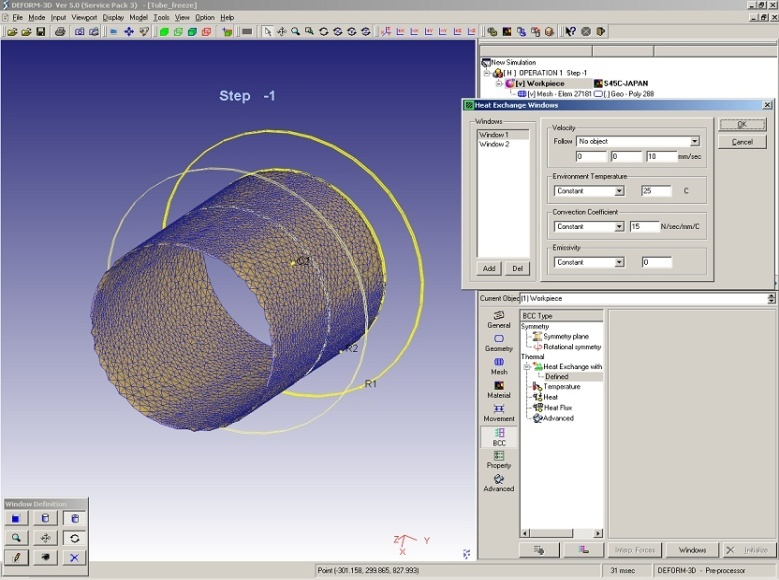 DEFORM-3D Ver 5.0 (Service Pack 3) - [Tube_freeze]
File Mode Input Viewport Display Model Tools View Option Help
Step -1
R2
R1
Z
Y
X
Window Definition
New Simulation
[H] OPERATION 1 Step -1
[v] Workpiece S45C-JAPAN
[v] Mesh - Elem 27181 [.] Geo - Poly 288
Heat Exchange Windows
Windows
Window 1
Window 2
Add Del
Velocity
Follow No object
0 0 10 mm/sec
Environment Temperature
Constant 25 C
Convection Coefficient
Constant 15 N/sec/mm/C
Emissivity
Constant 0
OK
Cancel
Current Objec [1] Workpiece
General
Geometry
Mesh
Material
Movement
BCC
Property
Advanced
BCC Type
Symmetry
Symmetry plane
Rotational symmetry
Thermal
Heat Exchange with
Defined
Temperature
Heat
Heat Flux
Advanced
Interp. Forces Windows Initialize
Point (-301.158, 299.865, 827.993) 31 msec DEFORM-3D - Pre-processor